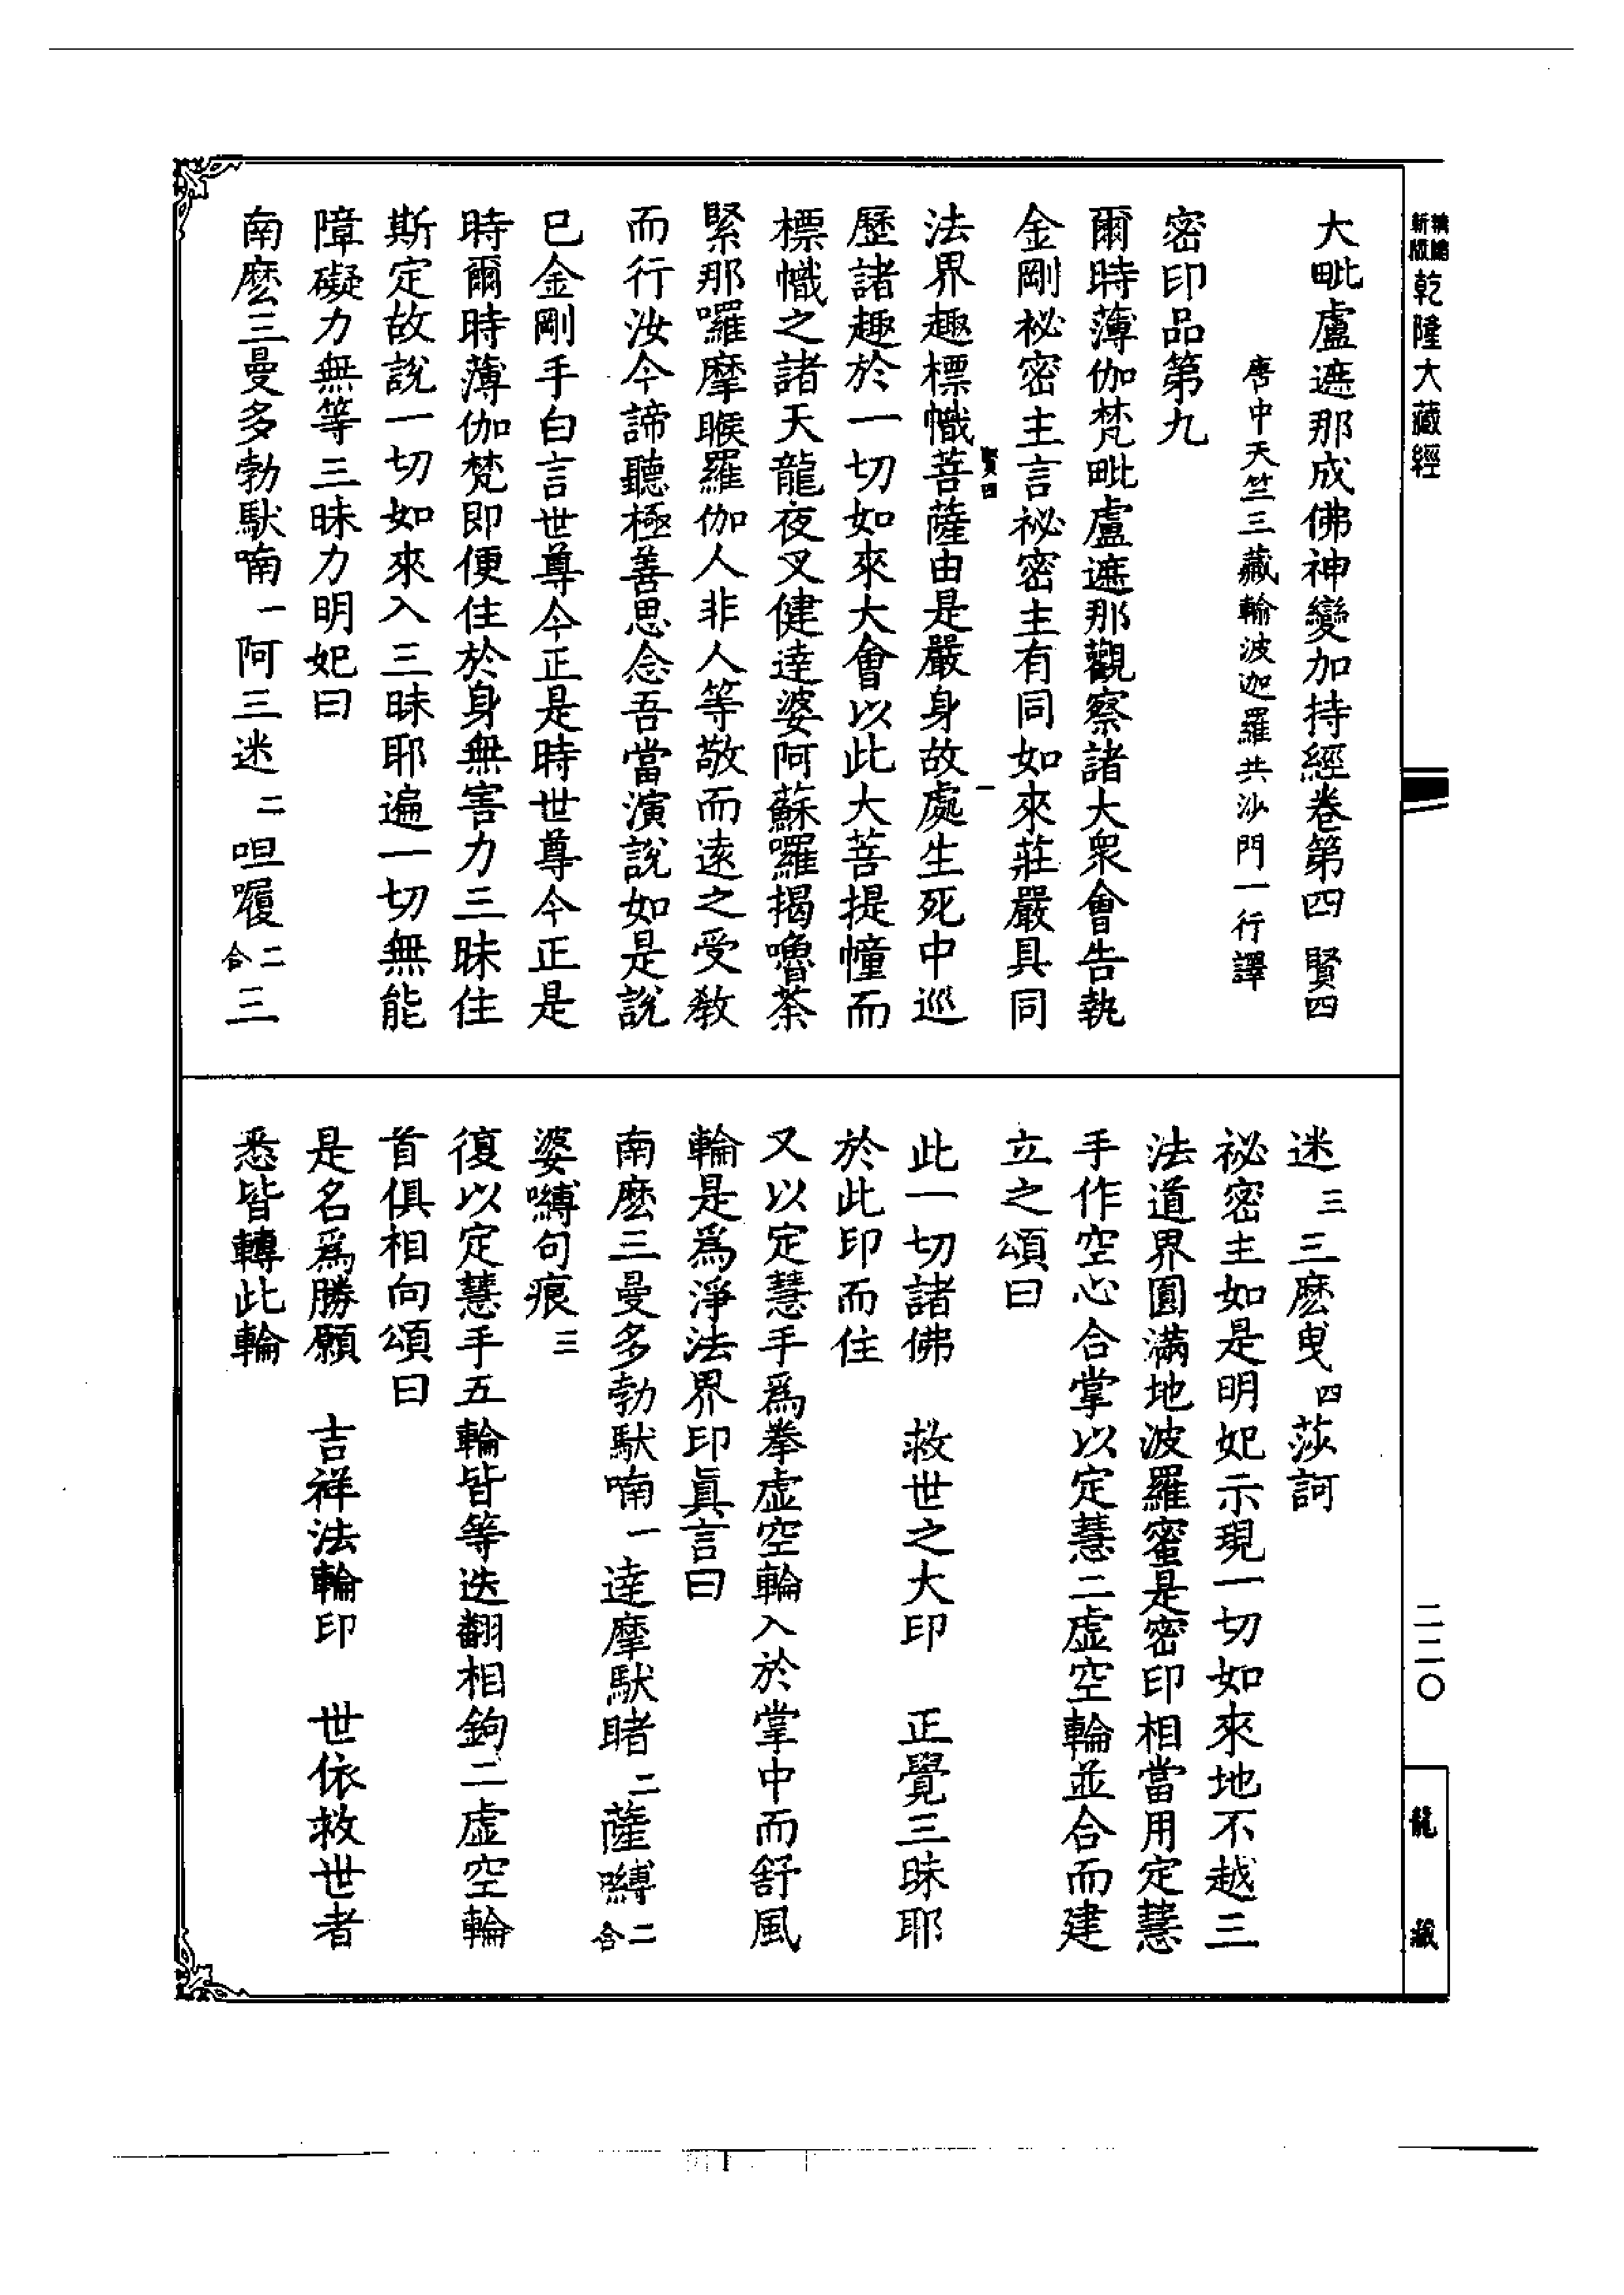 新版 精縮 乾隆大藏經
大毗盧遮那成佛神變加持經卷第四 賢四
唐中天竺三藏輸波迦羅共沙門一行譯
密印品第九
爾時薄伽梵毗盧遮那觀察諸大衆會告執
金剛祕密主言祕密主有同如來莊嚴具同
賢四 一
法界趣標幟菩薩由是嚴身故處生死中巡
歷諸趣於一切如來大會以此大菩提幢而
標幟之諸天龍夜叉健達婆阿蘇囉揭嚕荼
緊那囉摩睺羅伽人非人等敬而遠之受教
而行汝今諦聽極善思念吾當演說如是說
已金剛手白言世尊今正是時世尊今正是
時爾時薄伽梵即便住於身無害力三昧住
斯定故說一切如來入三昧耶遍一切無能
障礙力無等三昧力明妃曰
南麽三曼多勃馱喃一阿三迷二呾𠼝二合三
迷三三麽曳四莎訶
祕密主如是明妃示現一切如來地不越三
法道界圓滿地波羅蜜是密印相當用定慧
手作空心合掌以定慧二虛空輪並合而建
立之頌曰
此一切諸佛 救世之大印 正覺三昧耶
於此印而住
又以定慧手爲拳虛空輪入於掌中而舒風
輪是爲淨法界印眞言曰
南麽三曼多勃馱喃一達摩馱睹二薩嚩二合
婆嚩句痕三
復以定慧手五輪皆等迭翻相鉤二虛空輪
首俱相向頌曰
是名爲勝願 吉祥法輪印 世依救世者
悉皆轉此輪
二二〇
龍藏